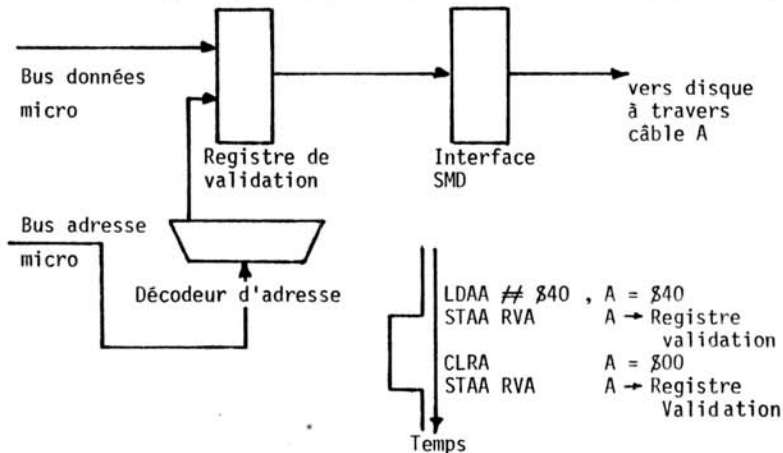 Bus données
micro
Registre de
validation
Interface
SMD
vers disque
à travers
câble A
Bus adresse
micro
Décodeur d'adresse
LDAA # $40 , A = $40
STAA RVA A → Registre
validation
CLRA A = $00
STAA RVA A → Registre
Validation
Temps